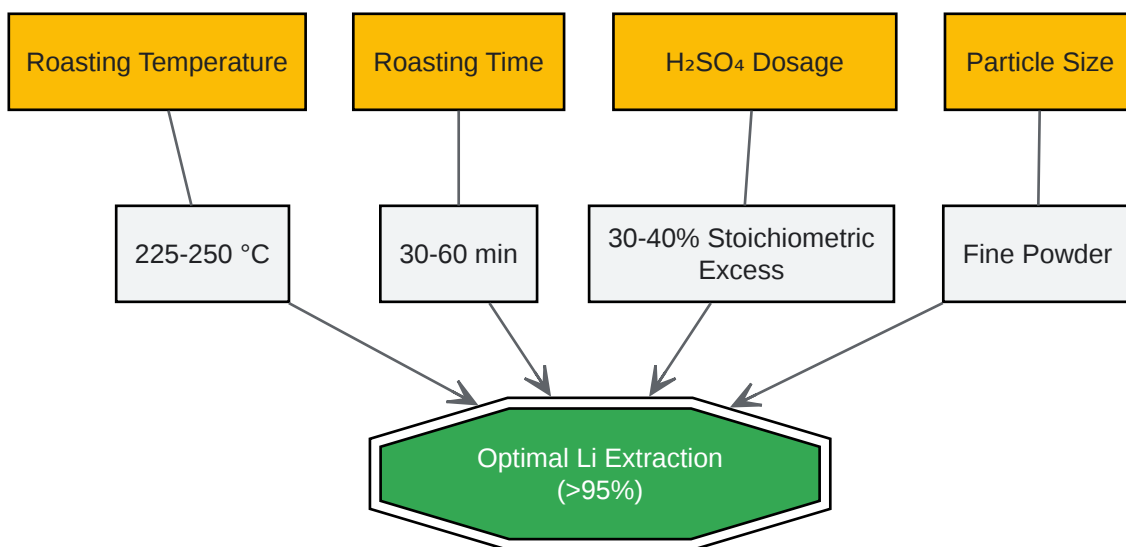 Roasting Temperature
Roasting Time
H₂SO₄ Dosage
Particle Size
225-250 °C
30-60 min
30-40% Stoichiometric
Excess
Fine Powder
Optimal Li Extraction
(>95%)